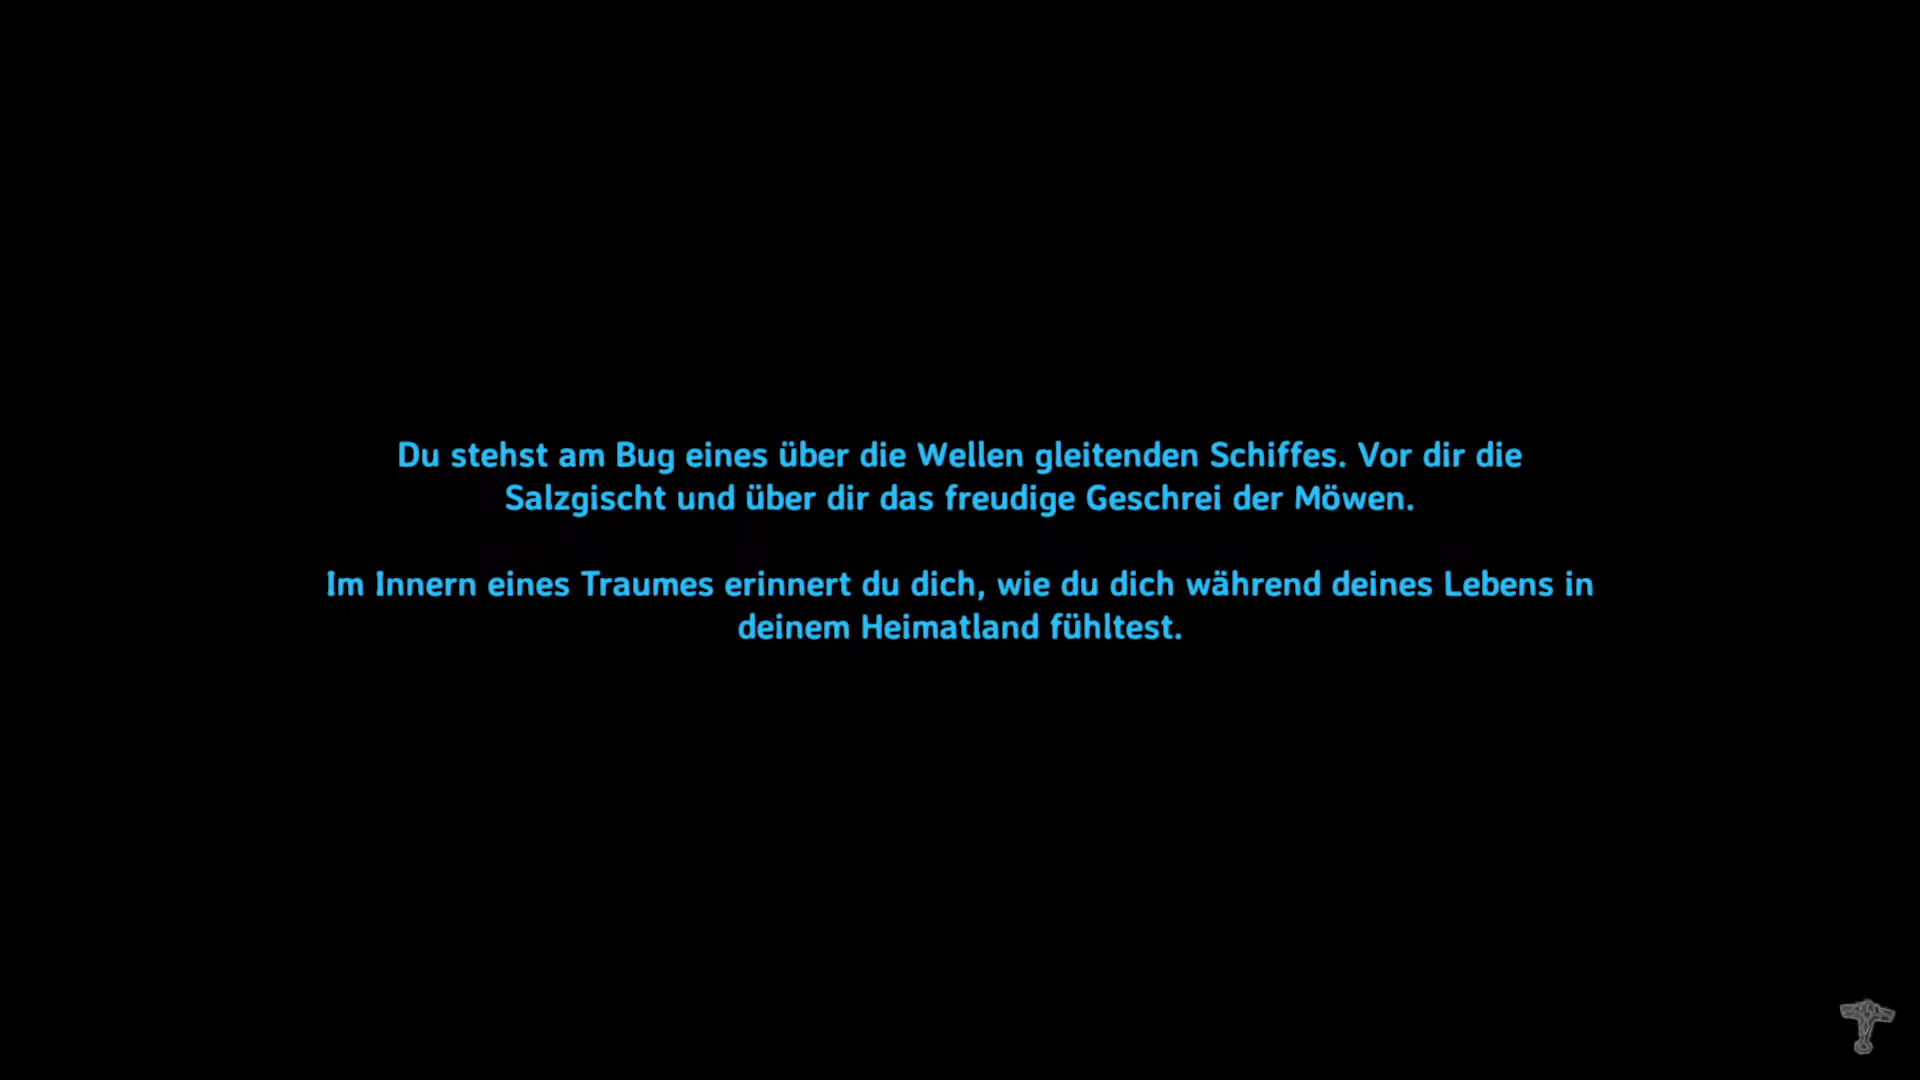 Du stehst am Bug eines über die Wellen gleitenden Schiffes. Vor dir die
Salzgischt und über dir das freudige Geschrei der Möwen.
Im Innern eines Traumes erinnert du dich, wie du dich während deines Lebens in
deinem Heimatland fühltest.